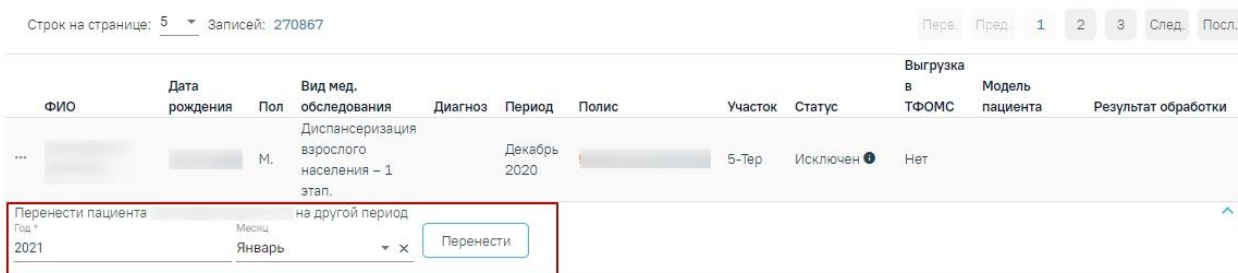 Строк на странице: 5 Записей: 270867 Перв. Пред. 1 2 3 След. Посл.
ФИО Дата рождения Пол Вид мед. обследования Диагноз Период Полис Участок Статус Выгрузка в ТФОМС Модель пациента Результат обработки
... М. Диспансеризация взрослого населения – 1 этап. Декабрь 2020 5-Тер Исключен Нет
Перенести пациента на другой период
Год * Месяц
2021 Январь × Перенести